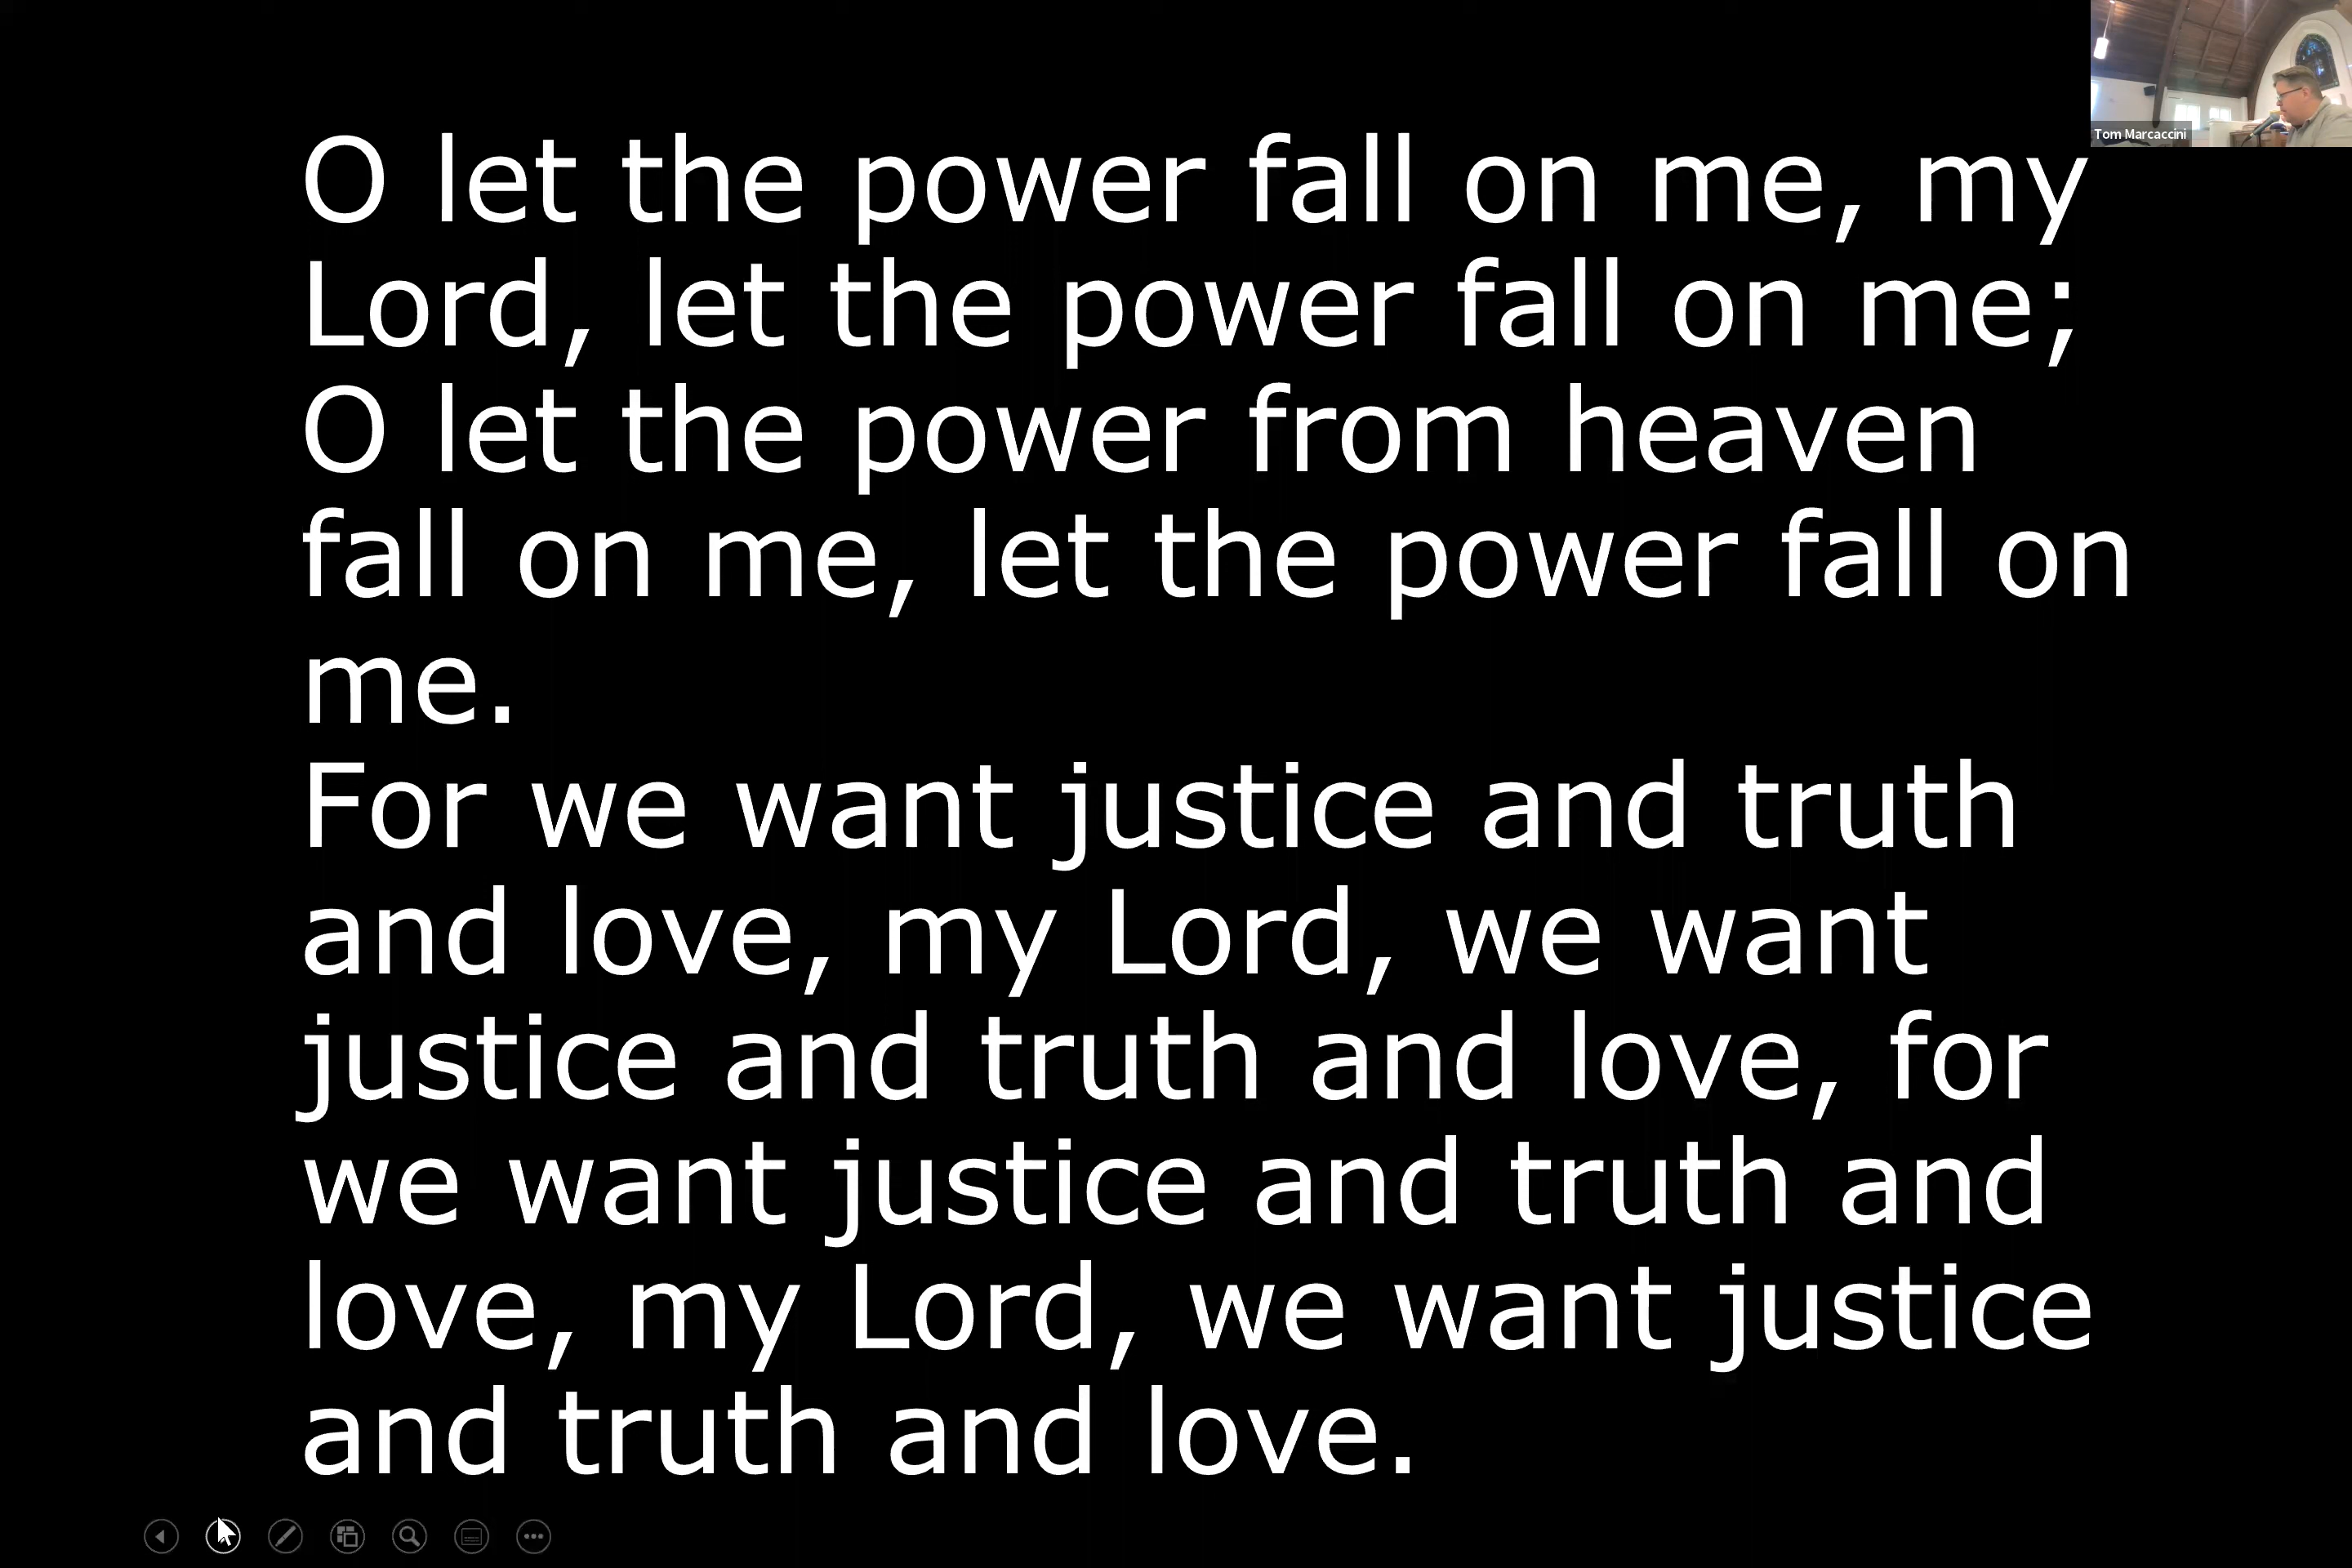 Tom Marcaccini
O let the power fall on me, my
Lord, let the power fall on me;
O let the power from heaven
fall on me, let the power fall on
me.
For we want justice and truth
and love, my Lord, we want
justice and truth and love, for
we want justice and truth and
love, my Lord, we want justice
and truth and love.